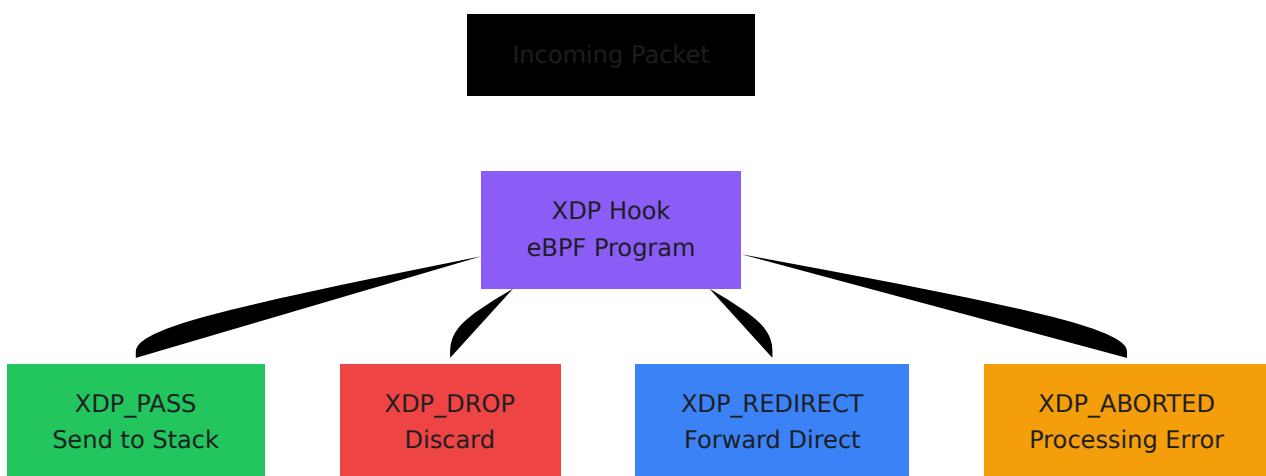 Incoming Packet
XDP Hook
eBPF Program
XDP_PASS
Send to Stack
XDP_DROP
Discard
XDP_REDIRECT
Forward Direct
XDP_ABORTED
Processing Error